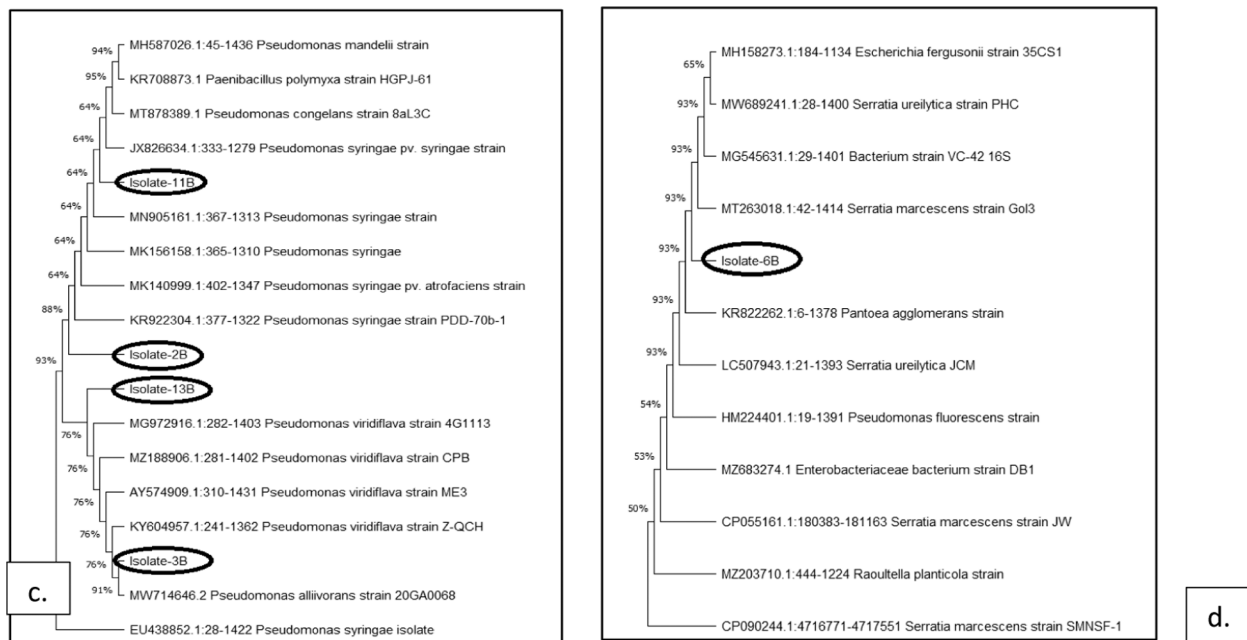 94%
MH587026.1:45-1436 Pseudomonas mandelii strain
95%
KR708873.1 Paenibacillus polymyxa strain HGPJ-61
64%
MT878389.1 Pseudomonas congelans strain 8aL3C
64%
JX826634.1:333-1279 Pseudomonas syringae pv. syringae strain
64%
Isolate-11B
64%
MN905161.1:367-1313 Pseudomonas syringae strain
64%
MK156158.1:365-1310 Pseudomonas syringae
64%
MK140999.1:402-1347 Pseudomonas syringae pv. atrofaciens strain
88%
KR922304.1:377-1322 Pseudomonas syringae strain PDD-70b-1
93%
Isolate-2B
Isolate-13B
76%
MG972916.1:282-1403 Pseudomonas viridiflava strain 4G1113
76%
MZ188906.1:281-1402 Pseudomonas viridiflava strain CPB
76%
AY574909.1:310-1431 Pseudomonas viridiflava strain ME3
76%
KY604957.1:241-1362 Pseudomonas viridiflava strain Z-QCH
76%
Isolate-3B
91%
MW714646.2 Pseudomonas alliivorans strain 20GA0068
EU438852.1:28-1422 Pseudomonas syringae isolate
c.
MH158273.1:184-1134 Escherichia fergusonii strain 35CS1
65%
MW689241.1:28-1400 Serratia ureilytica strain PHC
93%
MG545631.1:29-1401 Bacterium strain VC-42 16S
93%
MT263018.1:42-1414 Serratia marcescens strain Gol3
93%
Isolate-6B
93%
KR822262.1:6-1378 Pantoea agglomerans strain
93%
LC507943.1:21-1393 Serratia ureilytica JCM
93%
HM224401.1:19-1391 Pseudomonas fluorescens strain
54%
MZ683274.1 Enterobacteriaceae bacterium strain DB1
53%
CP055161.1:180383-181163 Serratia marcescens strain JW
50%
MZ203710.1:444-1224 Raoultella planticola strain
CP090244.1:4716771-4717551 Serratia marcescens strain SMNSF-1
d.